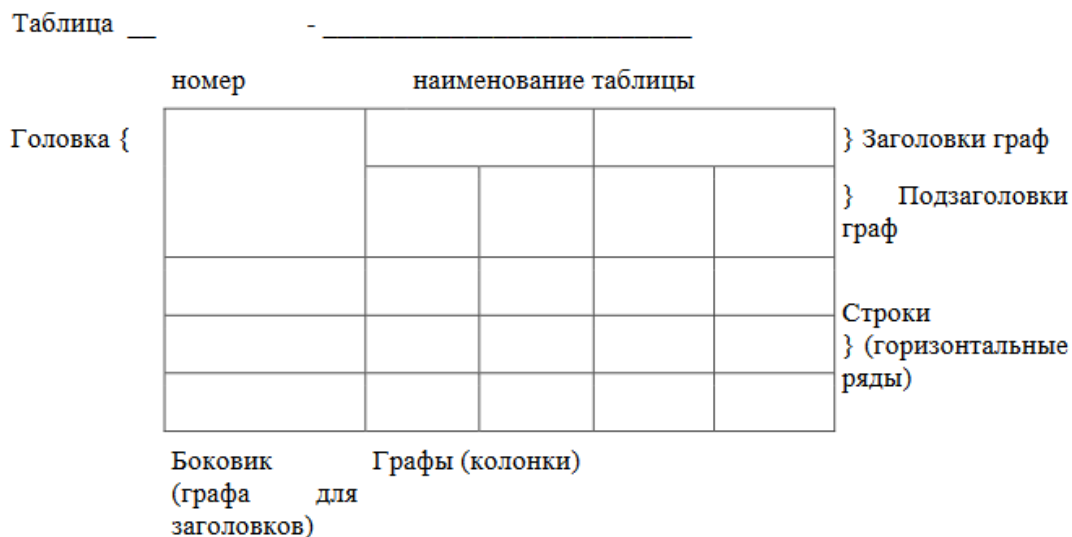 Таблица __ - __________________________
номер наименование таблицы
Головка { } Заголовки граф
} Подзаголовки
граф
Строки
} (горизонтальные
ряды)
Боковик Графы (колонки)
(графа для
заголовков)